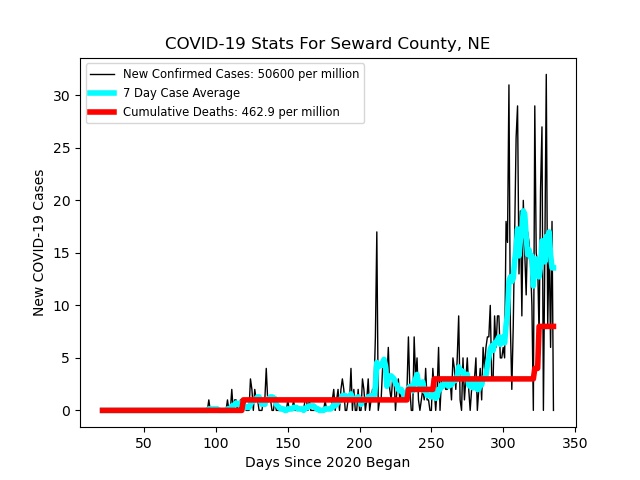 COVID-19 Stats For Seward County, NE
New Confirmed Cases: 50600 per million
7 Day Case Average
Cumulative Deaths: 462.9 per million
New COVID-19 Cases
30
25
20
15
10
5
0
50 100 150 200 250 300 350
Days Since 2020 Began